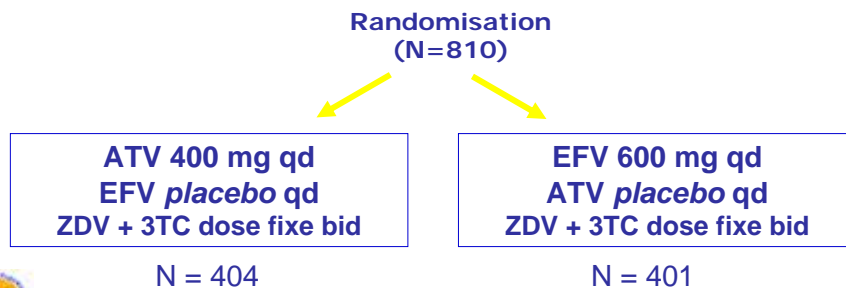 Randomisation
(N=810)
ATV 400 mg qd
EFV placebo qd
ZDV + 3TC dose fixe bid
N = 404
EFV 600 mg qd
ATV placebo qd
ZDV + 3TC dose fixe bid
N = 401